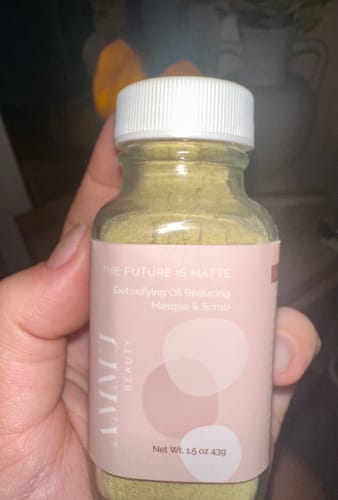 THE FUTURE IS MATTE
Detoxifying Oil Reducing
Masque & Scrub
BEAUTY
Net Wt. 1.5 oz 43g